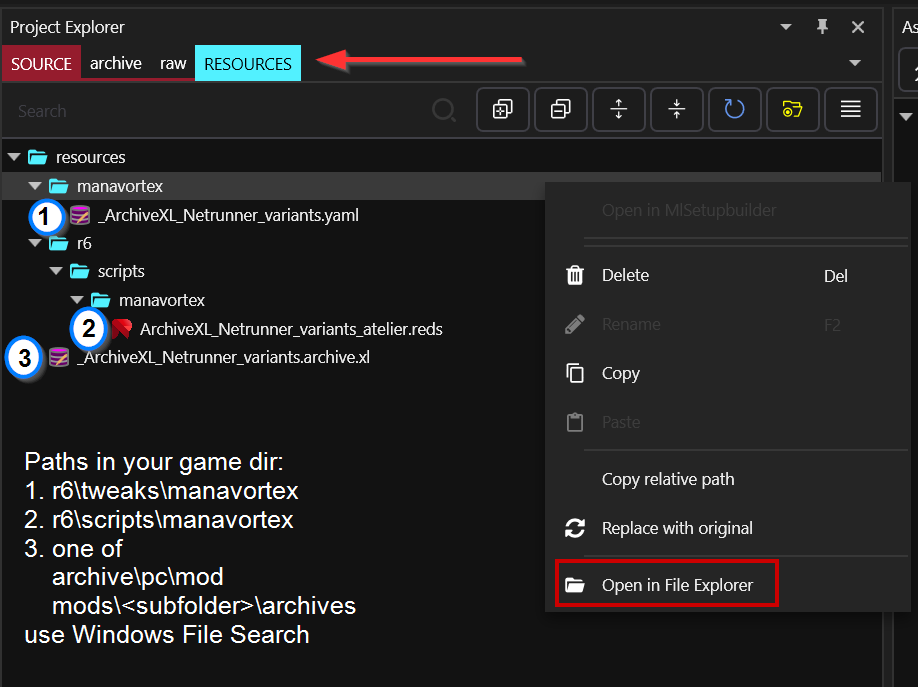 Project Explorer
As
SOURCE archive raw RESOURCES
2
Search
resources
manavortex
1 _ArchiveXL_Netrunner_variants.yaml
r6
scripts
manavortex
2 ArchiveXL_Netrunner_variants_atelier.reds
3 _ArchiveXL_Netrunner_variants.archive.xl
Open in MlSetupbuilder
Delete Del
Rename F2
Copy
Paste
Copy relative path
Replace with original
Open in File Explorer
Paths in your game dir:
1. r6\tweaks\manavortex
2. r6\scripts\manavortex
3. one of
archive\pc\mod
mods\<subfolder>\archives
use Windows File Search